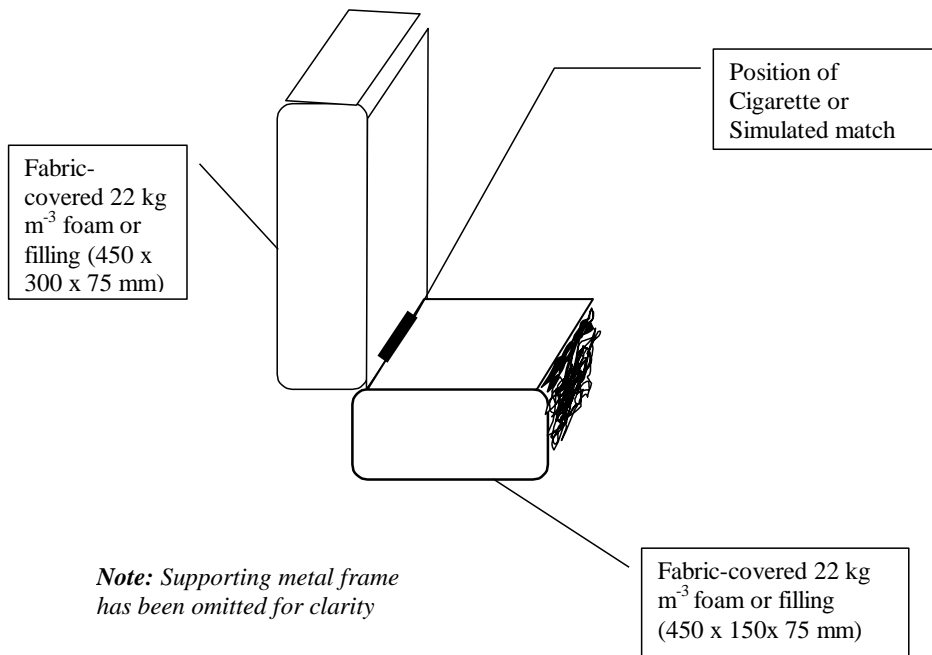 Position of
Cigarette or
Simulated match
Fabric-
covered 22 kg
m-3 foam or
filling (450 x
300 x 75 mm)
Note: Supporting metal frame
has been omitted for clarity
Fabric-covered 22 kg
m-3 foam or filling
(450 x 150x 75 mm)